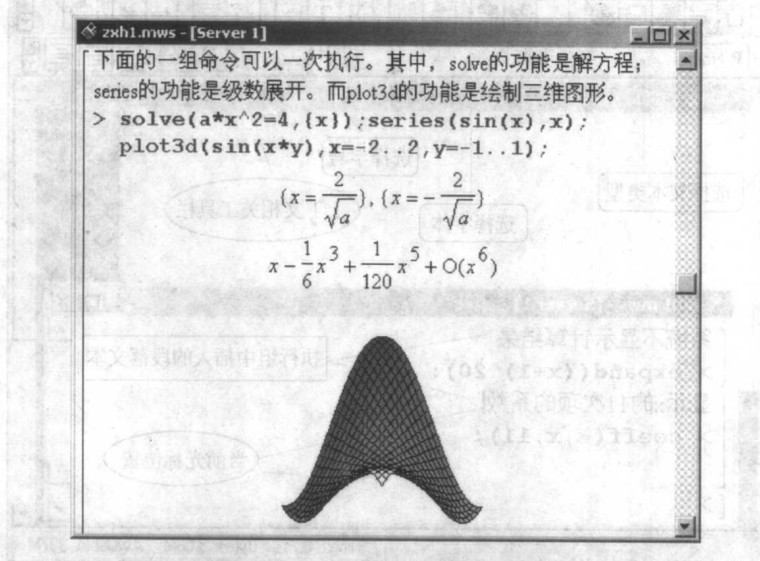 zxh1.mws - [Server 1]
下面的一组命令可以一次执行。其中，solve的功能是解方程；
series的功能是级数展开。而plot3d的功能是绘制三维图形。
> solve(a*x^2=4,{x});series(sin(x),x);
plot3d(sin(x*y),x=-2..2,y=-1..1);
{x = 2/√a}, {x = - 2/√a}
x - 1/6 x^3 + 1/120 x^5 + O(x^6)